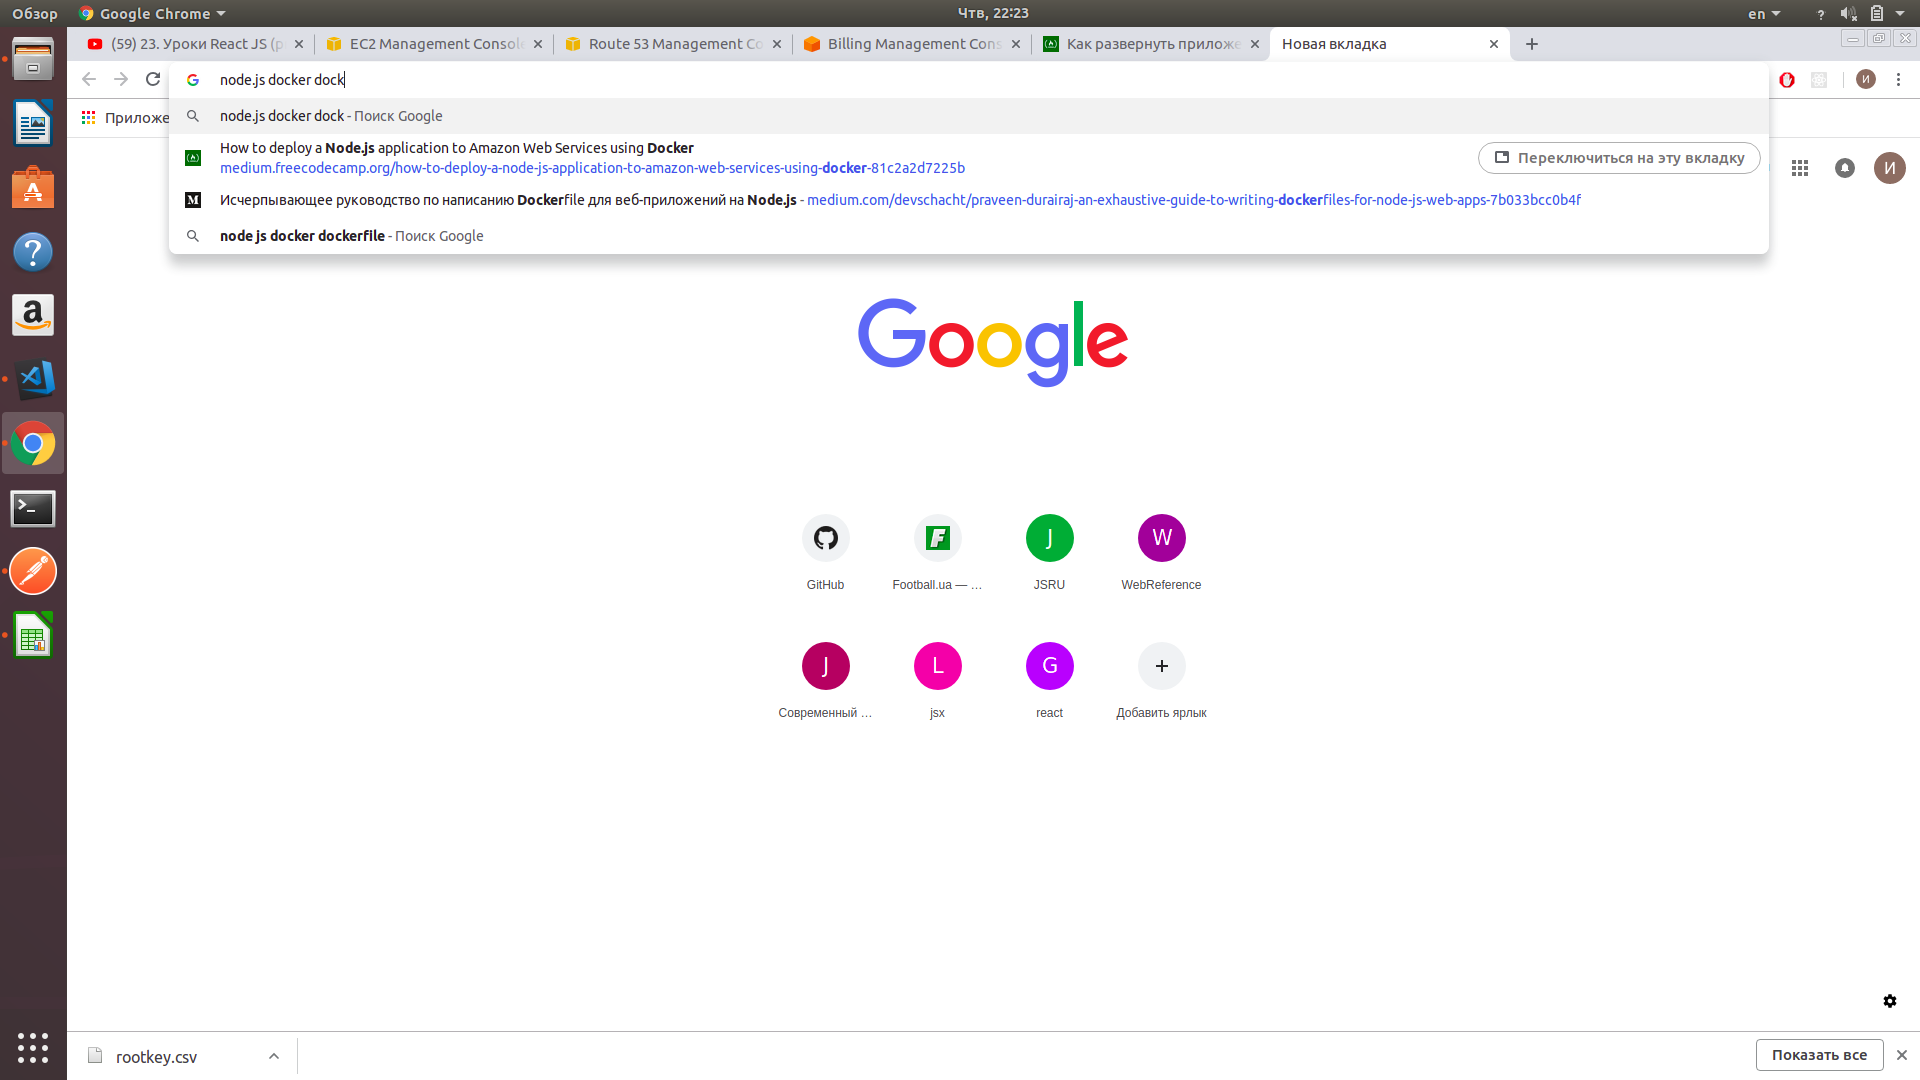 Обзор
Google Chrome
Чтв, 22:23
en
(59) 23. Уроки React JS (р
EC2 Management Console
Route 53 Management Co
Billing Management Cons
Как развернуть приложе
Новая вкладка
node.js docker dock
И
Приложе
node.js docker dock - Поиск Google
How to deploy a Node.js application to Amazon Web Services using Docker
medium.freecodecamp.org/how-to-deploy-a-node-js-application-to-amazon-web-services-using-docker-81c2a2d7225b
Переключиться на эту вкладку
И
Исчерпывающее руководство по написанию Dockerfile для веб-приложений на Node.js - medium.com/devschacht/praveen-durairaj-an-exhaustive-guide-to-writing-dockerfiles-for-node-js-web-apps-7b033bcc0b4f
node js docker dockerfile - Поиск Google
Google
J
W
GitHub
Football.ua — ...
JSRU
WebReference
J
L
G
Современный ...
jsx
react
Добавить ярлык
rootkey.csv
Показать все